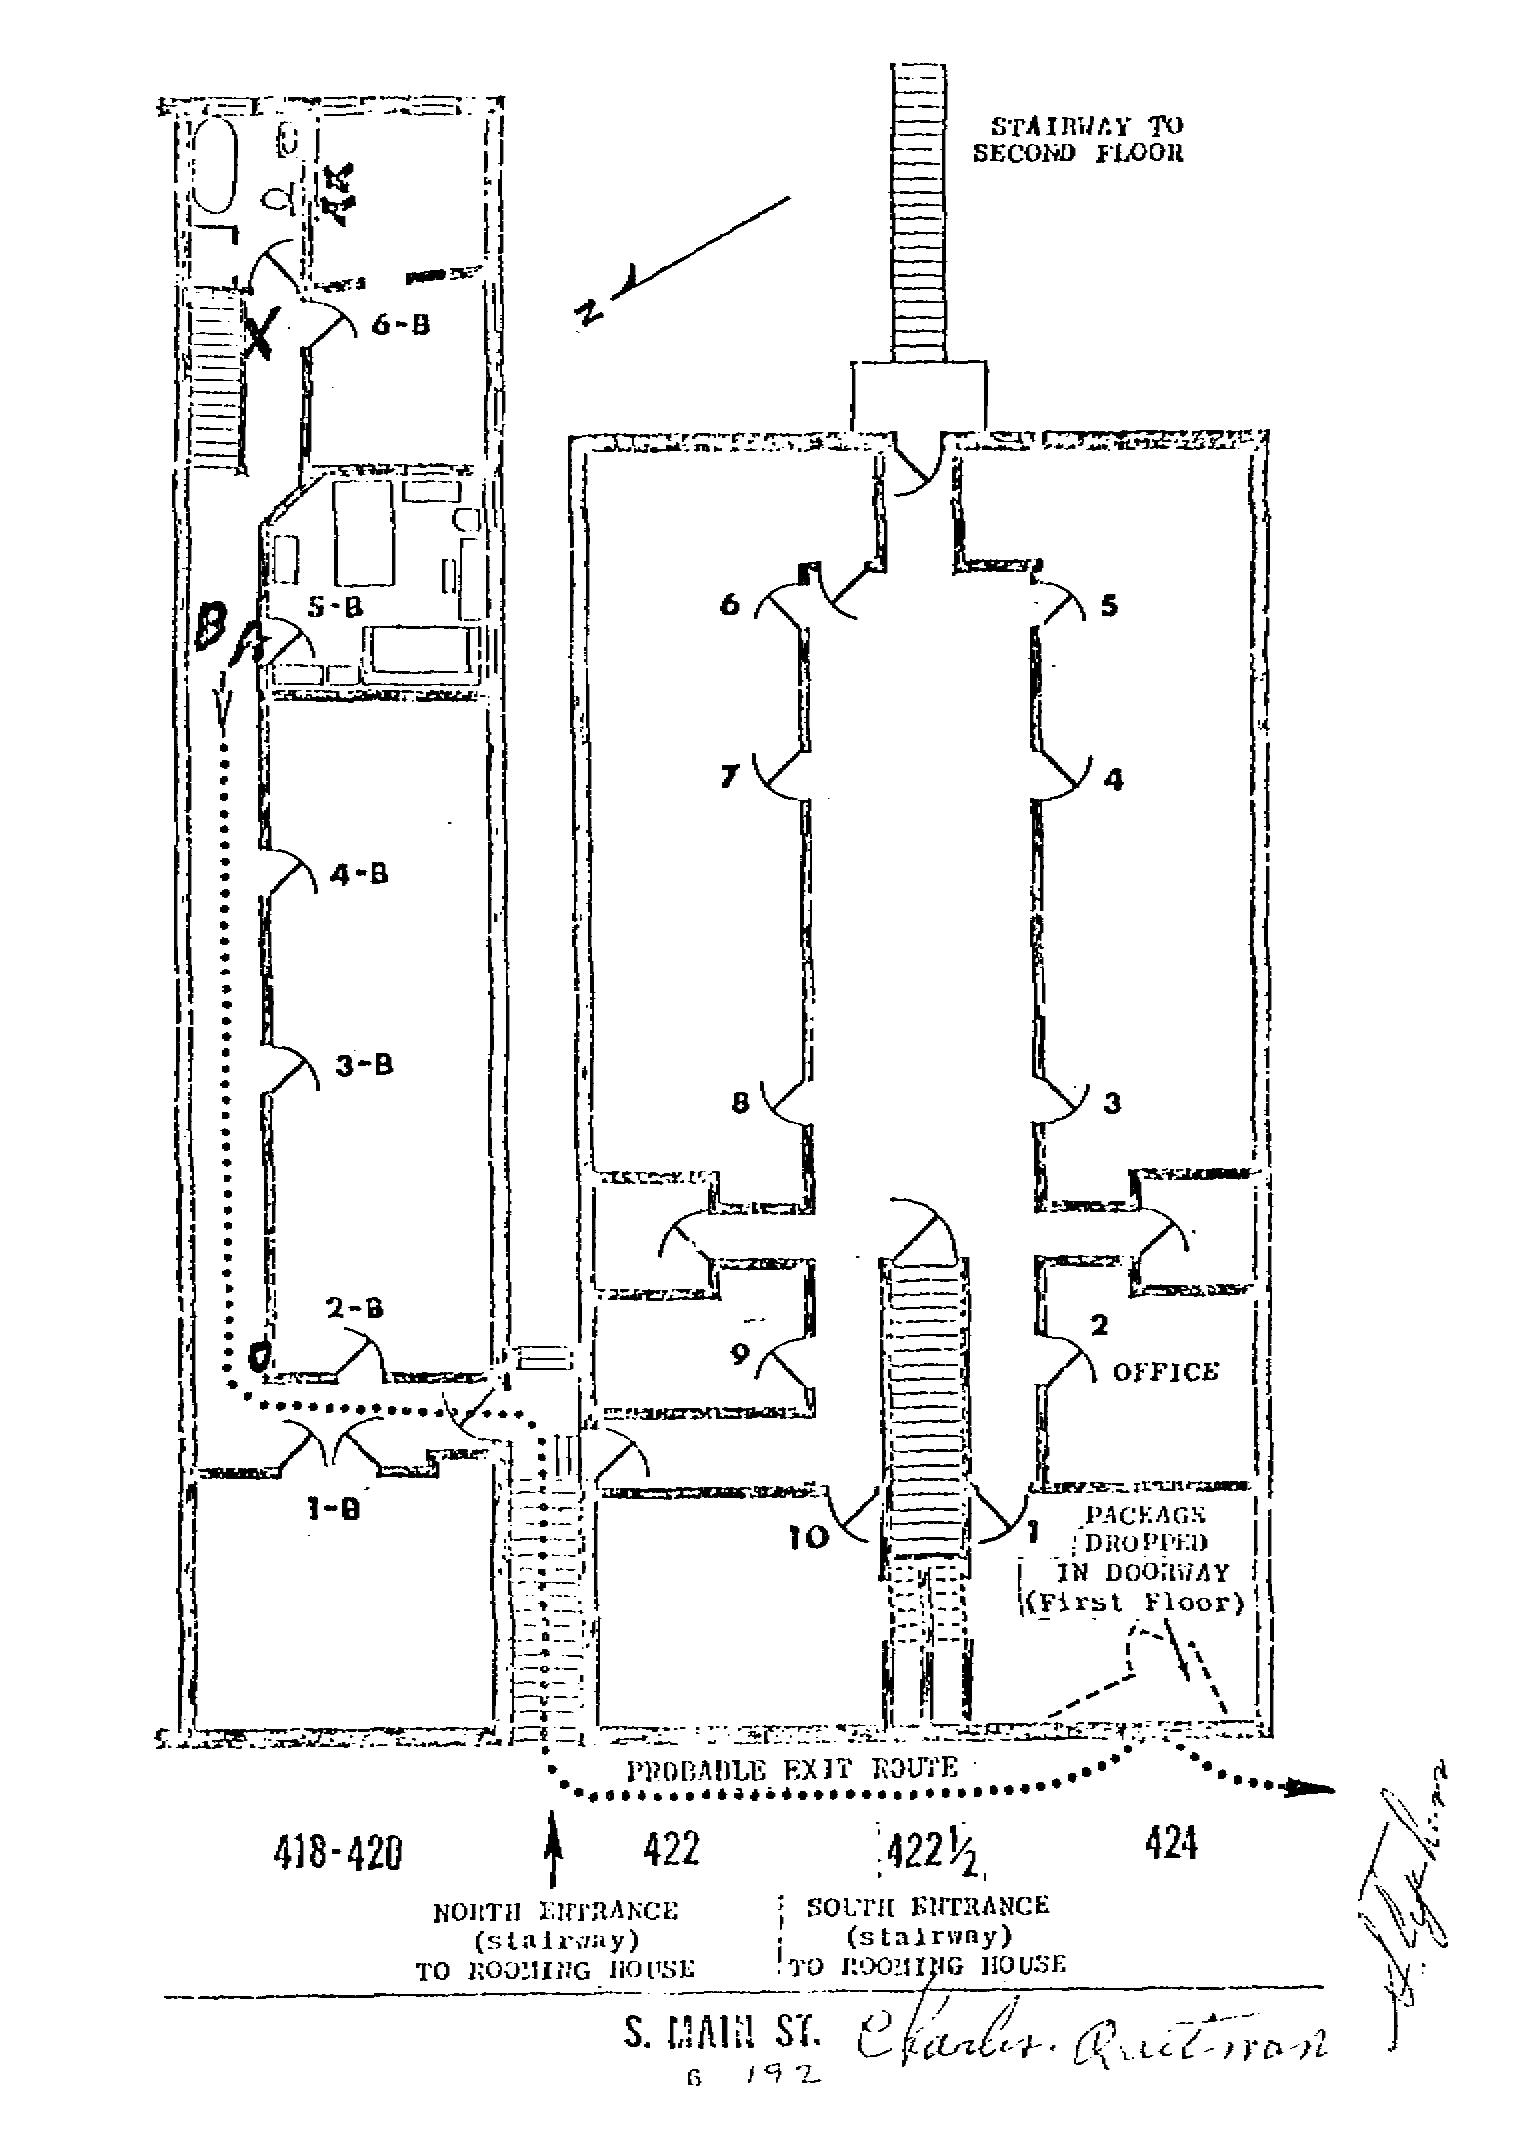 STAIRWAY TO
SECOND FLOOR
N
X
6-B
5-B
B
A
6
5
7
4
4-B
3-B
8
3
2-B
O
2
9
OFFICE
1-B
10
1
PACKAGE
DROPPED
IN DOORWAY
(First Floor)
PROBABLE EXIT ROUTE
418-420
422
422½
424
NORTH ENTRANCE
(stairway)
TO ROOMING HOUSE
SOUTH ENTRANCE
(stairway)
TO ROOMING HOUSE
S. MAIN ST.
Charles
6 192